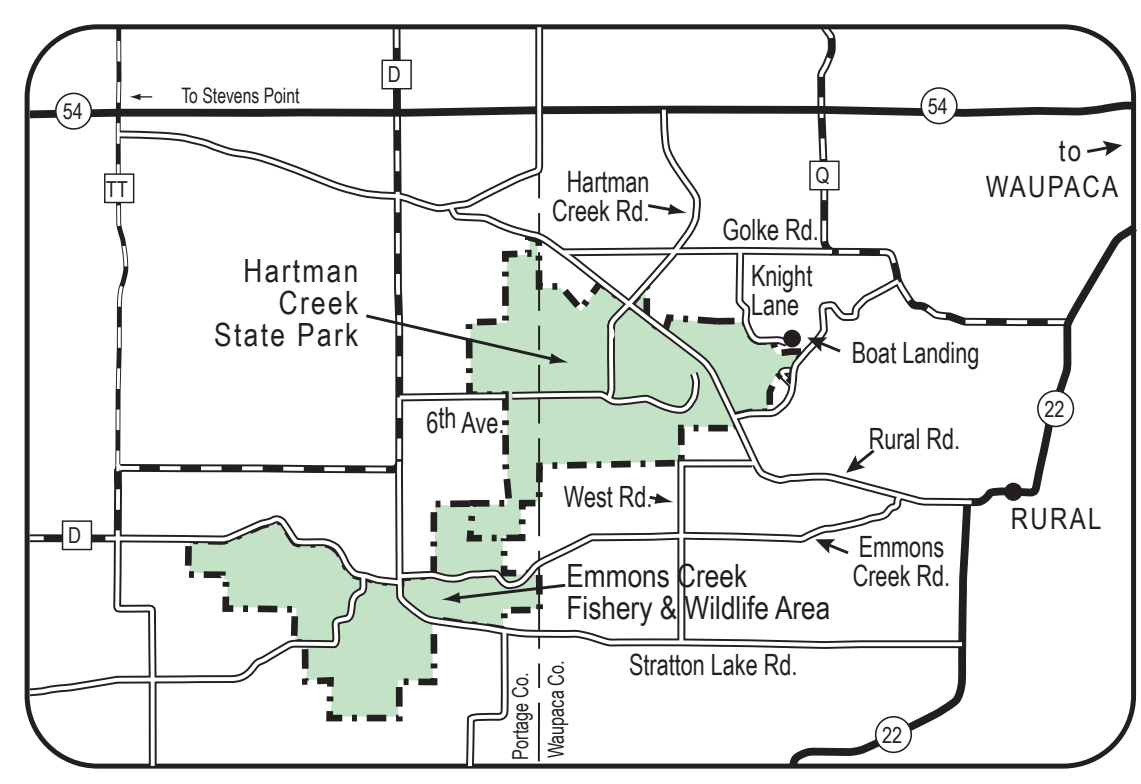 D
To Stevens Point
54
54
to
WAUPACA
TT
Q
Hartman
Creek Rd.
Golke Rd.
Hartman
Creek
State Park
Knight
Lane
Boat Landing
22
6th Ave.
Rural Rd.
West Rd.
RURAL
D
Emmons
Creek Rd.
Emmons Creek
Fishery & Wildlife Area
Stratton Lake Rd.
Portage Co.
Waupaca Co.
22